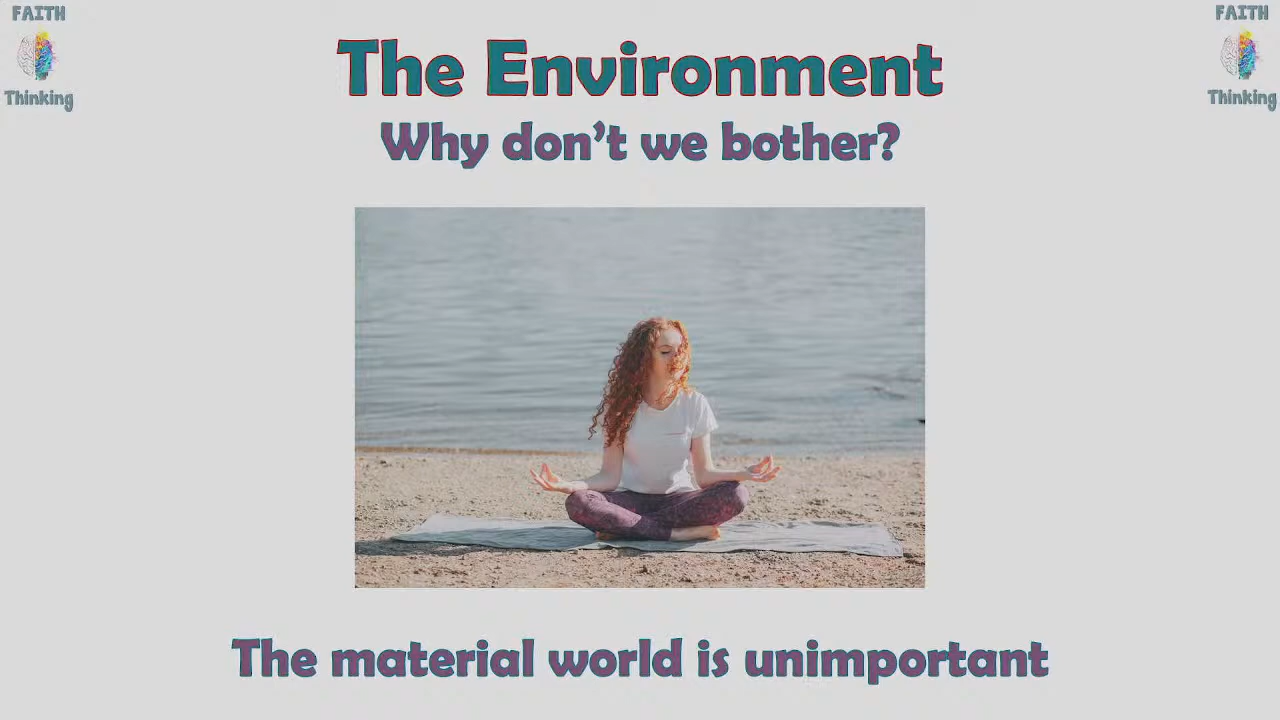 FAITH
Thinking
The Environment
Why don't we bother?
FAITH
Thinking
The material world is unimportant